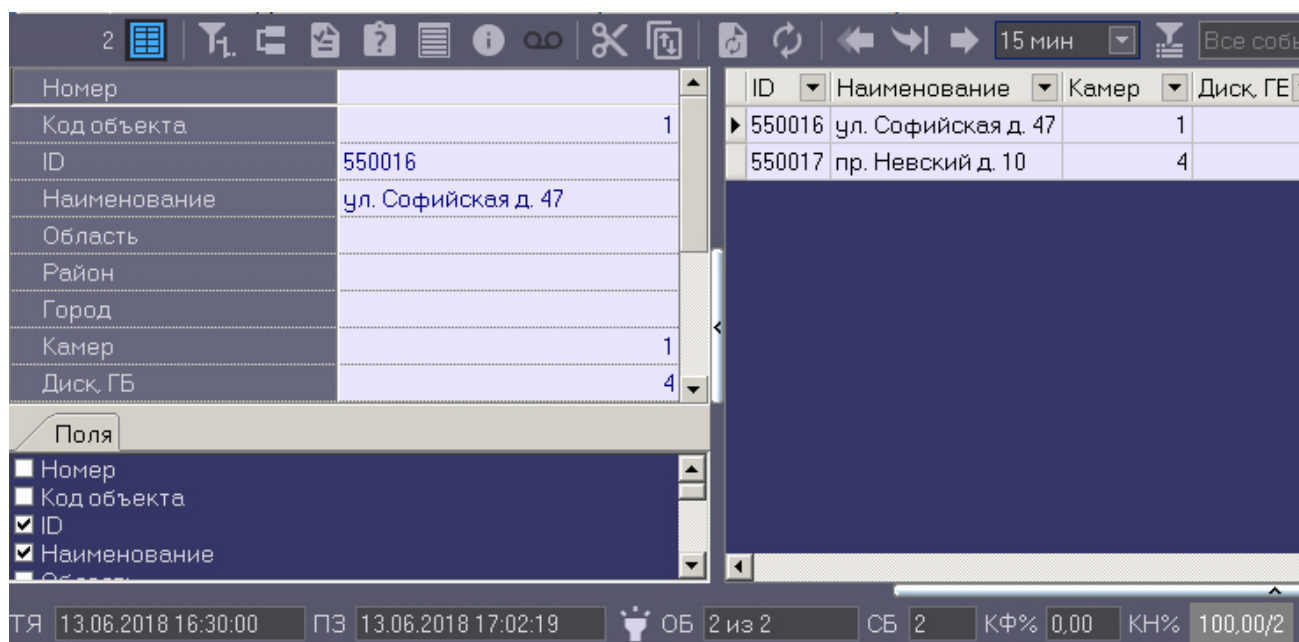 2 15 мин Все собы
Номер
Код объекта 1
ID 550016
Наименование ул. Софийская д. 47
Область
Район
Город
Камер 1
Диск, ГБ 4
ID Наименование Камер Диск, ГЕ
550016 ул. Софийская д. 47 1
550017 пр. Невский д. 10 4
Поля
Номер
Код объекта
ID
Наименование
ТЯ 13.06.2018 16:30:00 ПЗ 13.06.2018 17:02:19 ОБ 2 из 2 СБ 2 КФ% 0,00 КН% 100,00/2